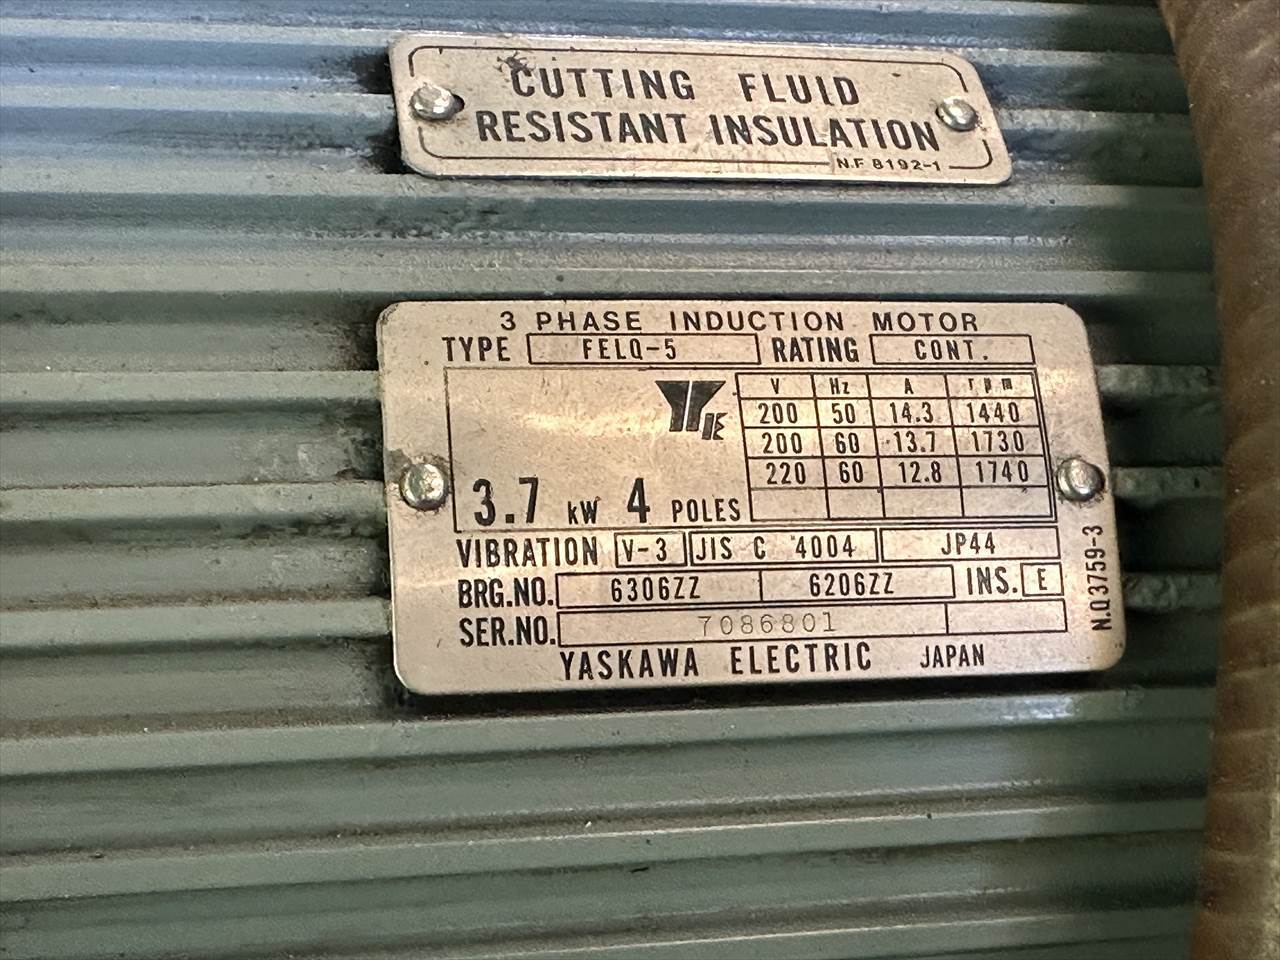 CUTTING FLUID
RESISTANT INSULATION
N.F 8192-1
3 PHASE INDUCTION MOTOR
TYPE FELQ-5 RATING CONT.
V Hz A rpm
200 50 14.3 1440
200 60 13.7 1730
220 60 12.8 1740
3.7 kW 4 POLES
VIBRATION V-3 JIS C 4004 JP44
BRG.NO. 6306ZZ 6206ZZ INS. E
SER.NO. 7086801
YASKAWA ELECTRIC JAPAN
N.Q3759-3